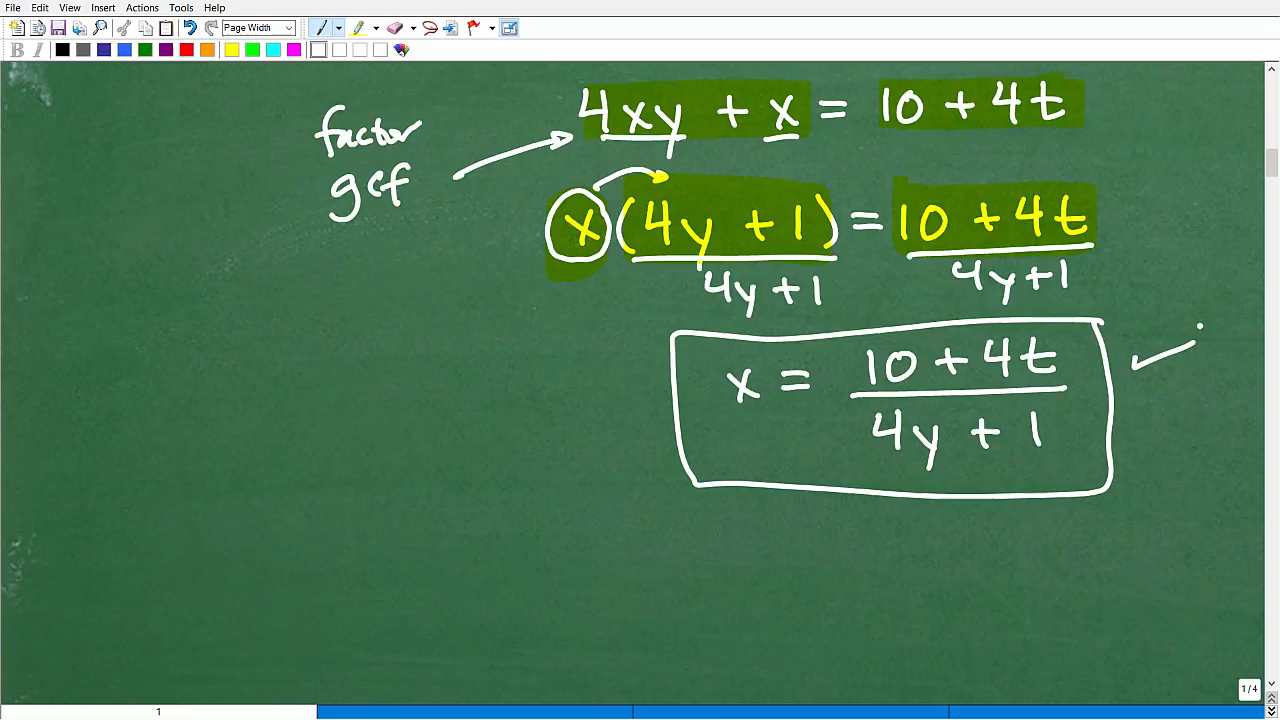 File Edit View Insert Actions Tools Help
Page Width
B I
4xy + x = 10 + 4t
factor
gcf
x (4y + 1) = 10 + 4t
4y + 1 4y + 1
x = 10 + 4t
4y + 1
1/4
1